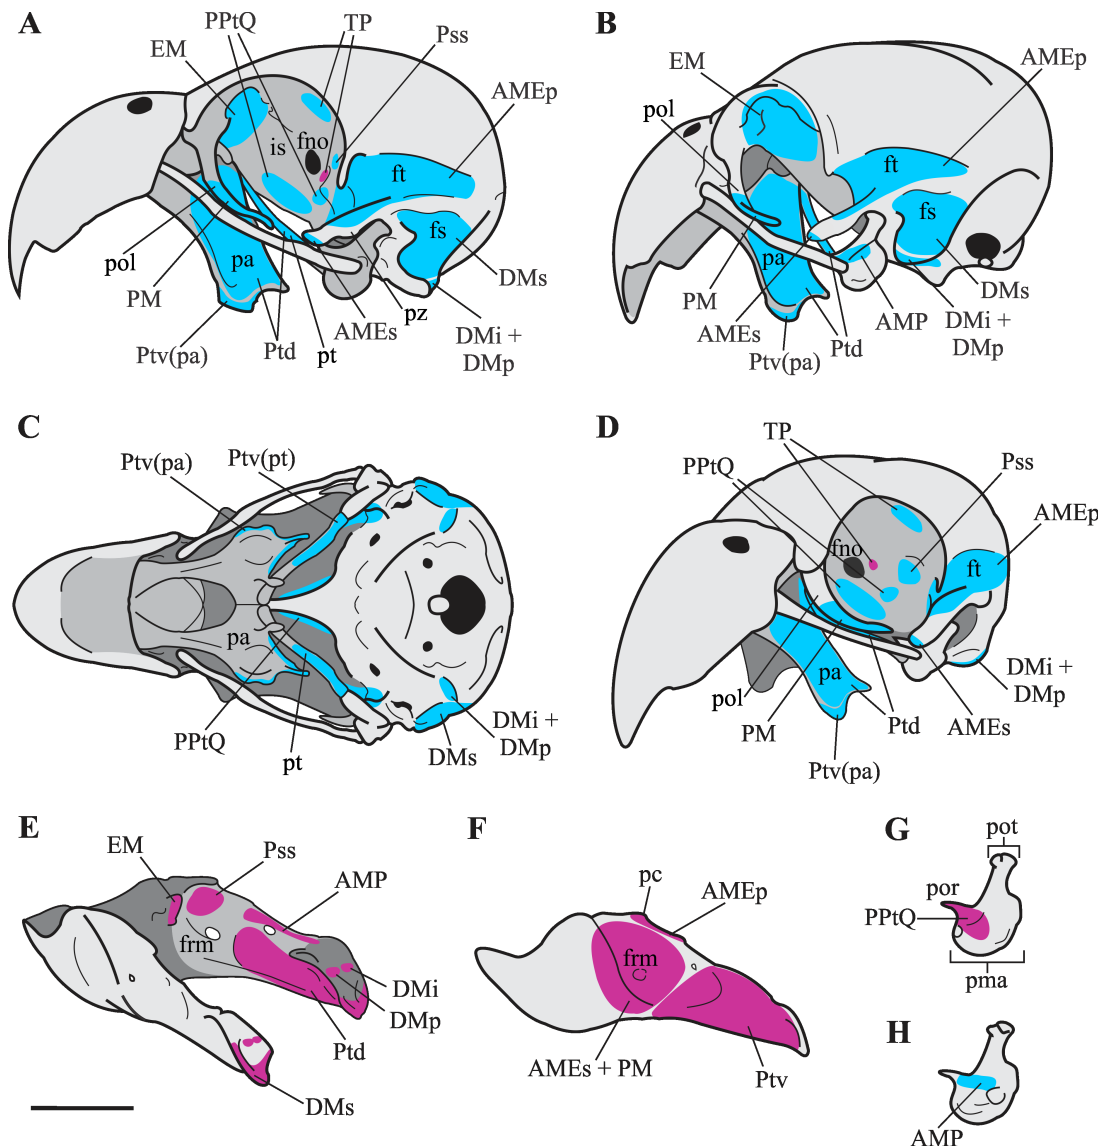 A
PPtQ
TP
EM
Pss
AMEp
is
fno
ft
fs
pol
pa
PM
DMs
AMEs
pz
Ptd
pt
Ptv(pa)
DMi +
DMp
B
EM
AMEp
pol
ft
fs
pa
PM
DMs
AMEs
AMP
DMi +
DMp
Ptd
Ptv(pa)
C
Ptv(pa)
Ptv(pt)
pa
PPtQ
pt
DMi +
DMp
DMs
D
TP
PPtQ
Pss
AMEp
fno
ft
pa
pol
DMi +
DMp
PM
Ptd
AMEs
Ptv(pa)
E
EM
Pss
AMP
frm
DMi
DMp
Ptd
DMs
F
pc
AMEp
frm
AMEs + PM
Ptv
G
pot
por
PPtQ
pma
H
AMP